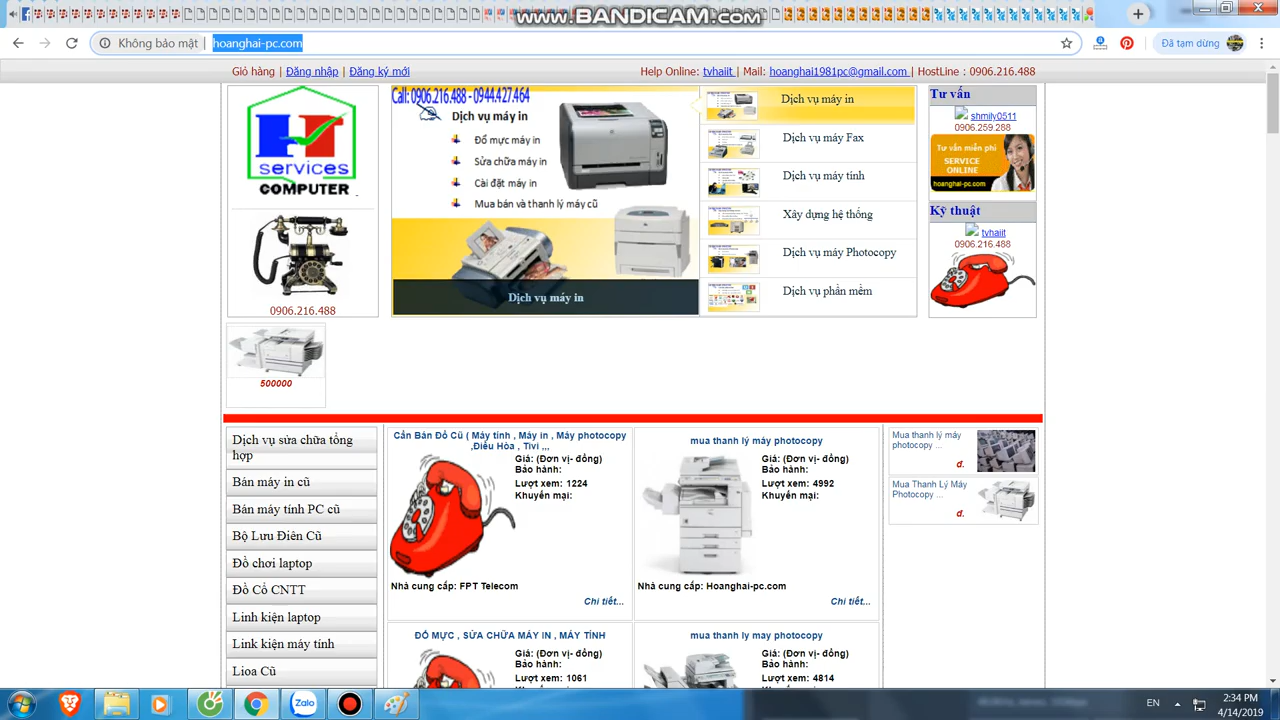 www.BANDICAM.com
Không bảo mật | hoanghai-pc.com
Đã tạm dừng
Giỏ hàng | Đăng nhập | Đăng ký mới
Help Online: tvhaiit | Mail: hoanghai1981pc@gmail.com | HostLine : 0906.216.488
services
COMPUTER
0906.216.488
Call: 0906.216.488 - 0944.427.464
Dịch vụ máy in
Đổ mực máy in
Sửa chữa máy in
Cài đặt máy in
Mua bán và thanh lý máy cũ
Dịch vụ máy in
Dịch vụ máy in
Dịch vụ máy Fax
Dịch vụ máy tính
Xây dựng hệ thống
Dịch vụ máy Photocopy
Dịch vụ phần mềm
Tư vấn
shmily0511
0906.259.288
Tư vấn miễn phí
SERVICE
ONLINE
hoanghai-pc.com
Kỹ thuật
tvhaiit
0906.216.488
500000
Dịch vụ sửa chữa tổng
hợp
Bán máy in cũ
Bán máy tính PC cũ
Bộ Lưu Điên Cũ
Đồ chơi laptop
Đồ Cổ CNTT
Linh kiện laptop
Link kiện máy tính
Lioa Cũ
Cần Bán Đồ Cũ ( Máy tính , Máy in , Máy photocopy
,Điều Hòa , Tivi ,,,
Giá: (Đơn vị- đồng)
Bảo hành:
Lượt xem: 1224
Khuyến mại:
Nhà cung cấp: FPT Telecom
Chi tiết...
mua thanh lý máy photocopy
Giá: (Đơn vị- đồng)
Bảo hành:
Lượt xem: 4992
Khuyến mại:
Nhà cung cấp: Hoanghai-pc.com
Chi tiết...
ĐỔ MỰC , SỬA CHỮA MÁY IN , MÁY TÍNH
Giá: (Đơn vị- đồng)
Bảo hành:
Lượt xem: 1061
mua thanh ly may photocopy
Giá: (Đơn vị- đồng)
Bảo hành:
Lượt xem: 4814
Mua thanh lý máy
photocopy ...
đ.
Mua Thanh Lý Máy
Photocopy ...
đ.
Zalo
EN
2:34 PM
4/14/2019